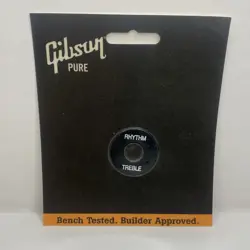 Gibson
PURE
RHYTHM
TREBLE
Bench Tested. Builder Approved.